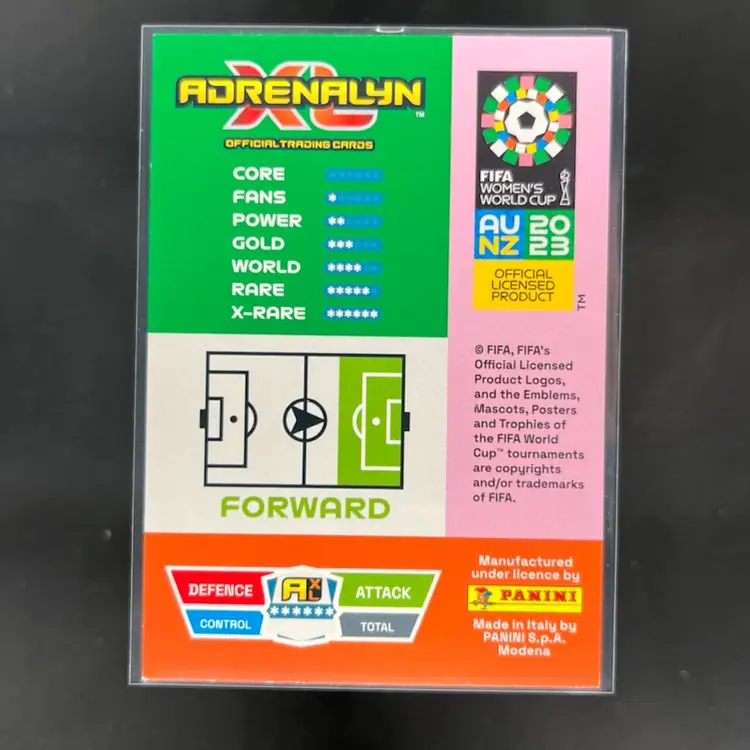 ADRENALYN
XL™
OFFICIAL TRADING CARDS
CORE
FANS *
POWER **
GOLD ***
WORLD ****
RARE *****
X-RARE ******
FORWARD
DEFENCE
ATTACK
CONTROL
TOTAL
AXL
******
FIFA
WOMEN'S
WORLD CUP
AU 20
NZ 23
OFFICIAL
LICENSED
PRODUCT
TM
© FIFA, FIFA's
Official Licensed
Product Logos,
and the Emblems,
Mascots, Posters
and Trophies of
the FIFA World
Cup™ tournaments
are copyrights
and/or trademarks
of FIFA.
Manufactured
under licence by
PANINI
Made in Italy by
PANINI S.p.A.
Modena